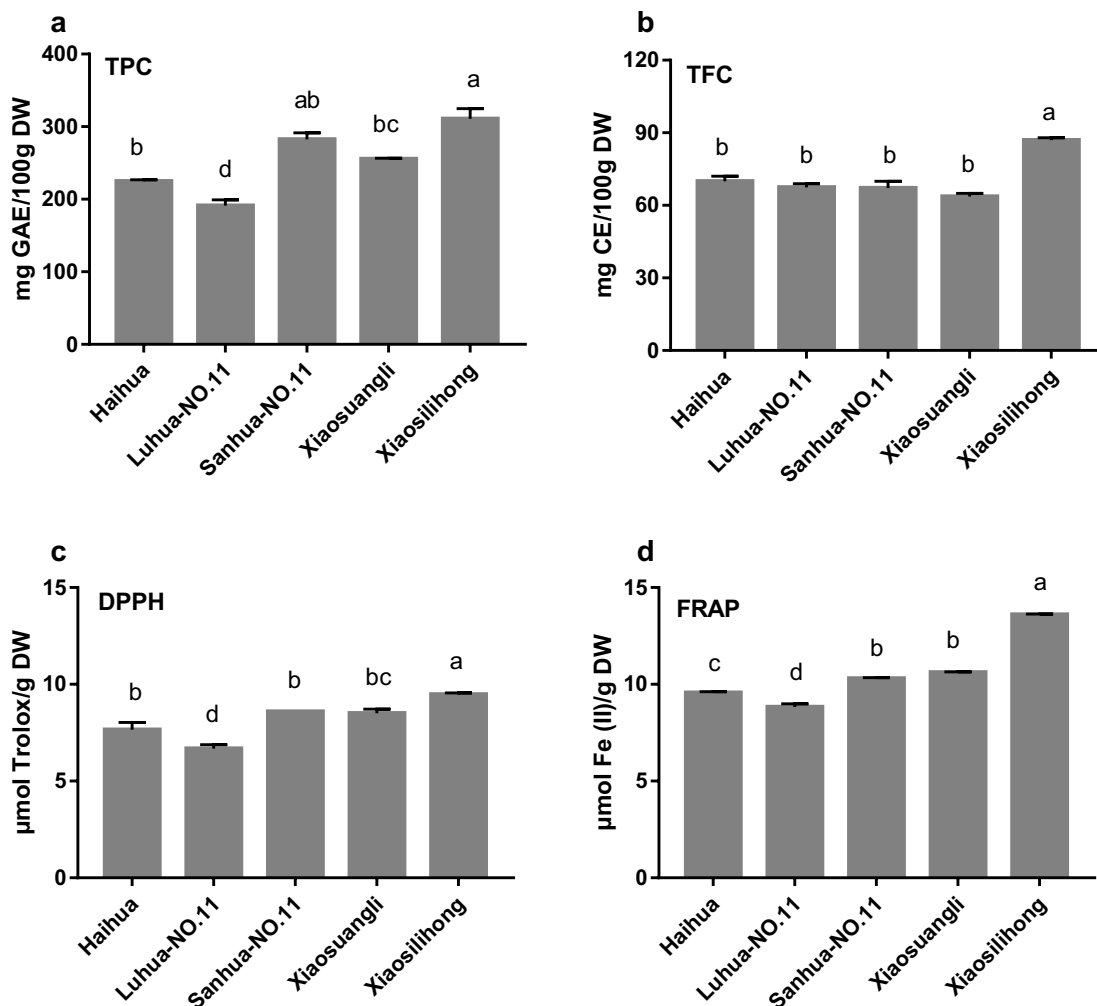 a
TPC
mg GAE/100g DW
400
300
200
100
0
b
d
ab
bc
a
Haihua
Luhua-NO.11
Sanhua-NO.11
Xiaosuangli
Xiaosilihong
b
TFC
mg CE/100g DW
120
90
60
30
0
b
b
b
b
a
Haihua
Luhua-NO.11
Sanhua-NO.11
Xiaosuangli
Xiaosilihong
c
DPPH
µmol Trolox/g DW
15
10
5
0
b
d
b
bc
a
Haihua
Luhua-NO.11
Sanhua-NO.11
Xiaosuangli
Xiaosilihong
d
FRAP
µmol Fe (II)/g DW
15
10
5
0
c
d
b
b
a
Haihua
Luhua-NO.11
Sanhua-NO.11
Xiaosuangli
Xiaosilihong